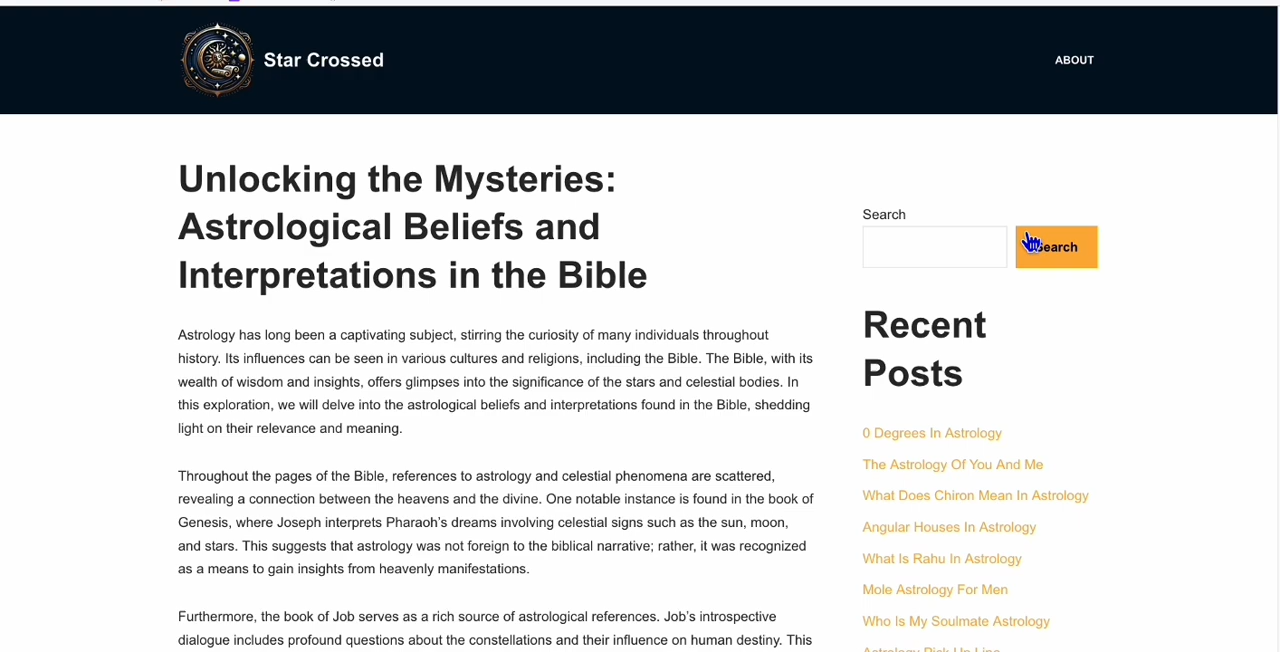 Star Crossed
ABOUT
Unlocking the Mysteries:
Astrological Beliefs and
Interpretations in the Bible
Astrology has long been a captivating subject, stirring the curiosity of many individuals throughout
history. Its influences can be seen in various cultures and religions, including the Bible. The Bible, with its
wealth of wisdom and insights, offers glimpses into the significance of the stars and celestial bodies. In
this exploration, we will delve into the astrological beliefs and interpretations found in the Bible, shedding
light on their relevance and meaning.
Throughout the pages of the Bible, references to astrology and celestial phenomena are scattered,
revealing a connection between the heavens and the divine. One notable instance is found in the book of
Genesis, where Joseph interprets Pharaoh's dreams involving celestial signs such as the sun, moon,
and stars. This suggests that astrology was not foreign to the biblical narrative; rather, it was recognized
as a means to gain insights from heavenly manifestations.
Furthermore, the book of Job serves as a rich source of astrological references. Job's introspective
dialogue includes profound questions about the constellations and their influence on human destiny. This
Search
Search
Recent
Posts
0 Degrees In Astrology
The Astrology Of You And Me
What Does Chiron Mean In Astrology
Angular Houses In Astrology
What Is Rahu In Astrology
Mole Astrology For Men
Who Is My Soulmate Astrology
Astrology Pick Up Line